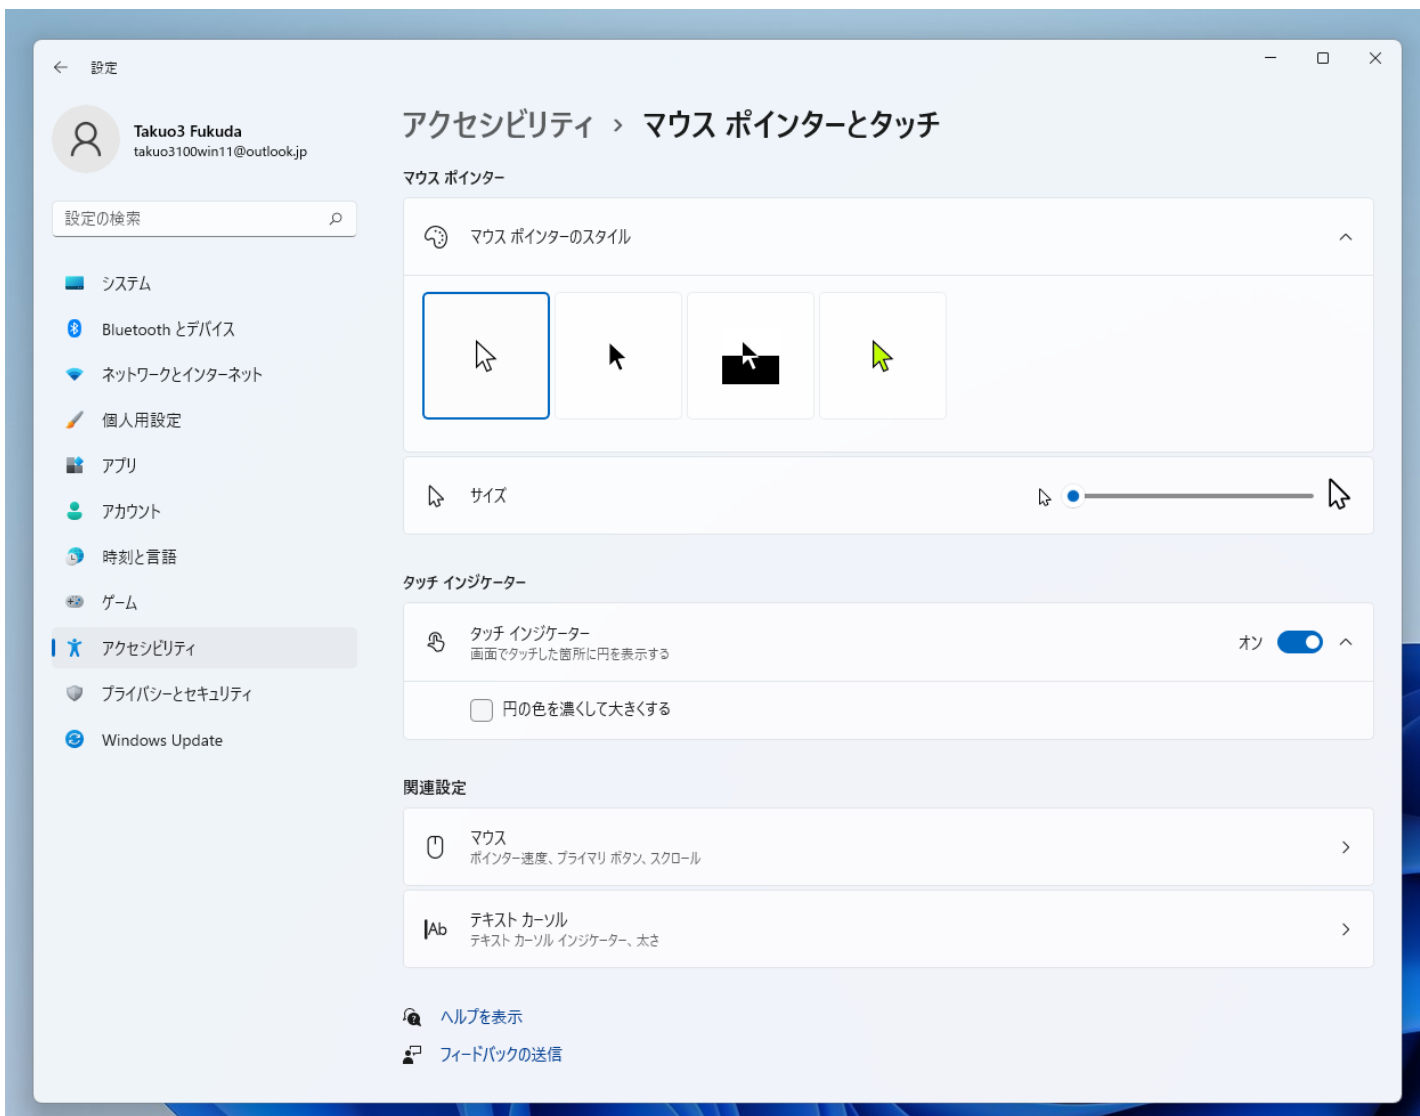 設定
Takuo3 Fukuda
takuo3100win11@outlook.jp
設定の検索
システム
Bluetooth とデバイス
ネットワークとインターネット
個人用設定
アプリ
アカウント
時刻と言語
ゲーム
アクセシビリティ
プライバシーとセキュリティ
Windows Update
アクセシビリティ › マウス ポインターとタッチ
マウス ポインター
マウス ポインターのスタイル
サイズ
タッチ インジケーター
タッチ インジケーター
画面でタッチした箇所に円を表示する
オン
円の色を濃くして大きくする
関連設定
マウス
ポインター速度、プライマリ ボタン、スクロール
Ab
テキスト カーソル
テキスト カーソル インジケーター、太さ
ヘルプを表示
フィードバックの送信